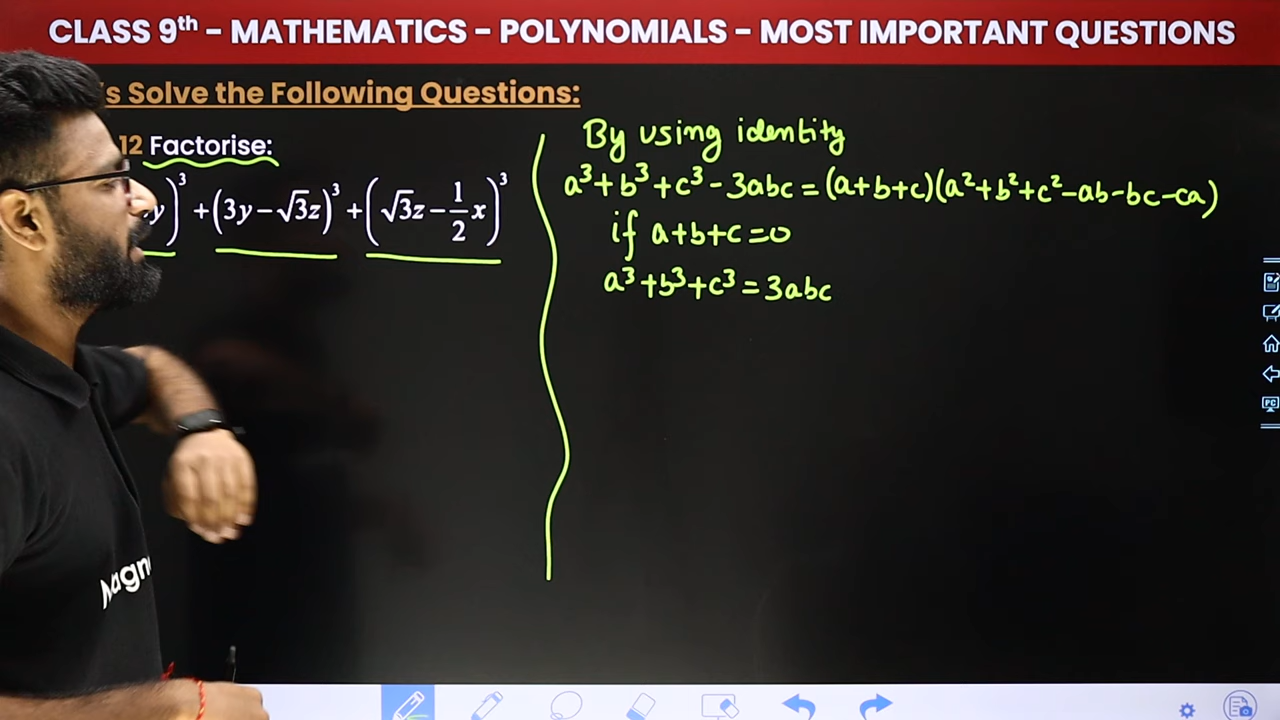 CLASS 9th – MATHEMATICS – POLYNOMIALS – MOST IMPORTANT QUESTIONS
's Solve the Following Questions:
12 Factorise:
y)³ + (3y – √3z)³ + (√3z – 1/2 x)³
By using identity
a³ + b³ + c³ - 3abc = (a+b+c)(a² + b² + c² - ab - bc - ca)
if a+b+c = 0
a³ + b³ + c³ = 3abc
Magn
PC